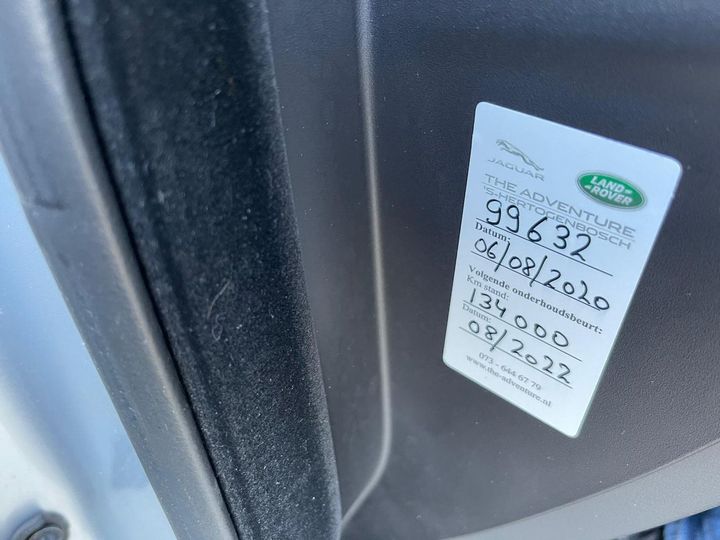 JAGUAR
LAND
ROVER
THE ADVENTURE
'S-HERTOGENBOSCH
99632
Datum:
06/08/2020
Volgende onderhoudsbeurt:
Km stand:
134000
Datum:
08/2022
073 - 644 67 79
www.the-adventure.nl